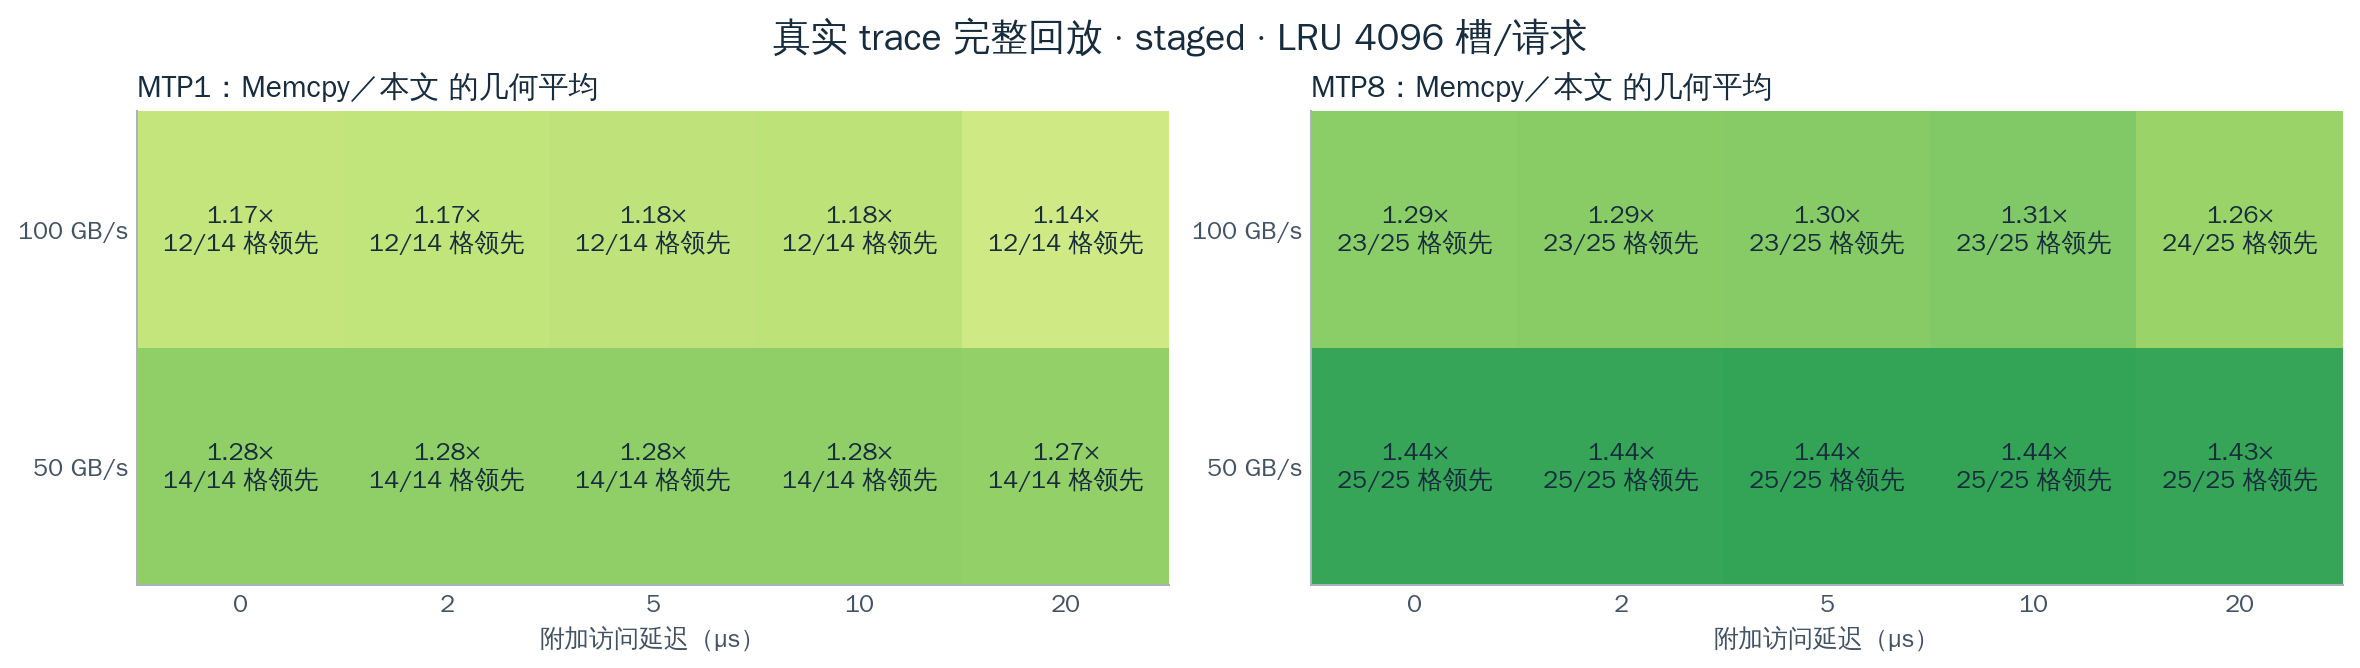 真实 trace 完整回放 · staged · LRU 4096 槽/请求
MTP1：Memcpy／本文 的几何平均
100 GB/s
1.17×
12/14 格领先
1.17×
12/14 格领先
1.18×
12/14 格领先
1.18×
12/14 格领先
1.14×
12/14 格领先
50 GB/s
1.28×
14/14 格领先
1.28×
14/14 格领先
1.28×
14/14 格领先
1.28×
14/14 格领先
1.27×
14/14 格领先
0
2
5
10
20
附加访问延迟（μs）
MTP8：Memcpy／本文 的几何平均
100 GB/s
1.29×
23/25 格领先
1.29×
23/25 格领先
1.30×
23/25 格领先
1.31×
23/25 格领先
1.26×
24/25 格领先
50 GB/s
1.44×
25/25 格领先
1.44×
25/25 格领先
1.44×
25/25 格领先
1.44×
25/25 格领先
1.43×
25/25 格领先
0
2
5
10
20
附加访问延迟（μs）